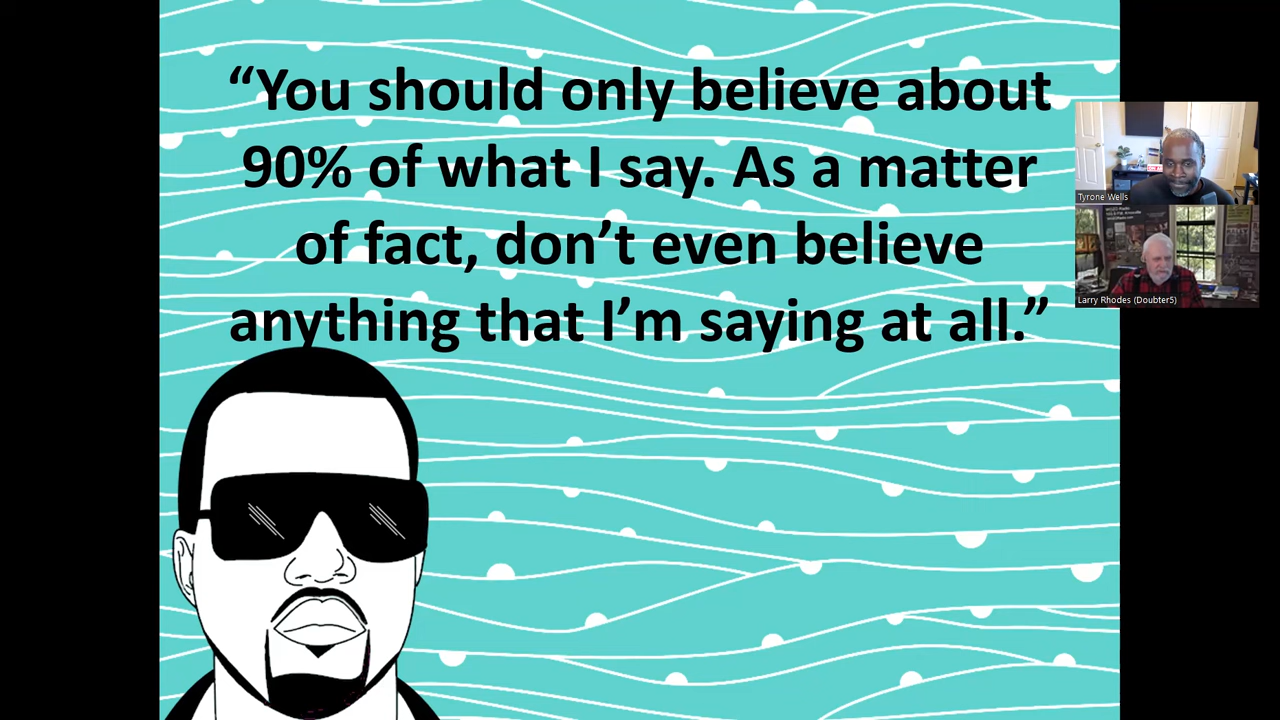 “You should only believe about
90% of what I say. As a matter
of fact, don’t even believe
anything that I’m saying at all.”
Tyrone Wells
Larry Rhodes (Doubter5)